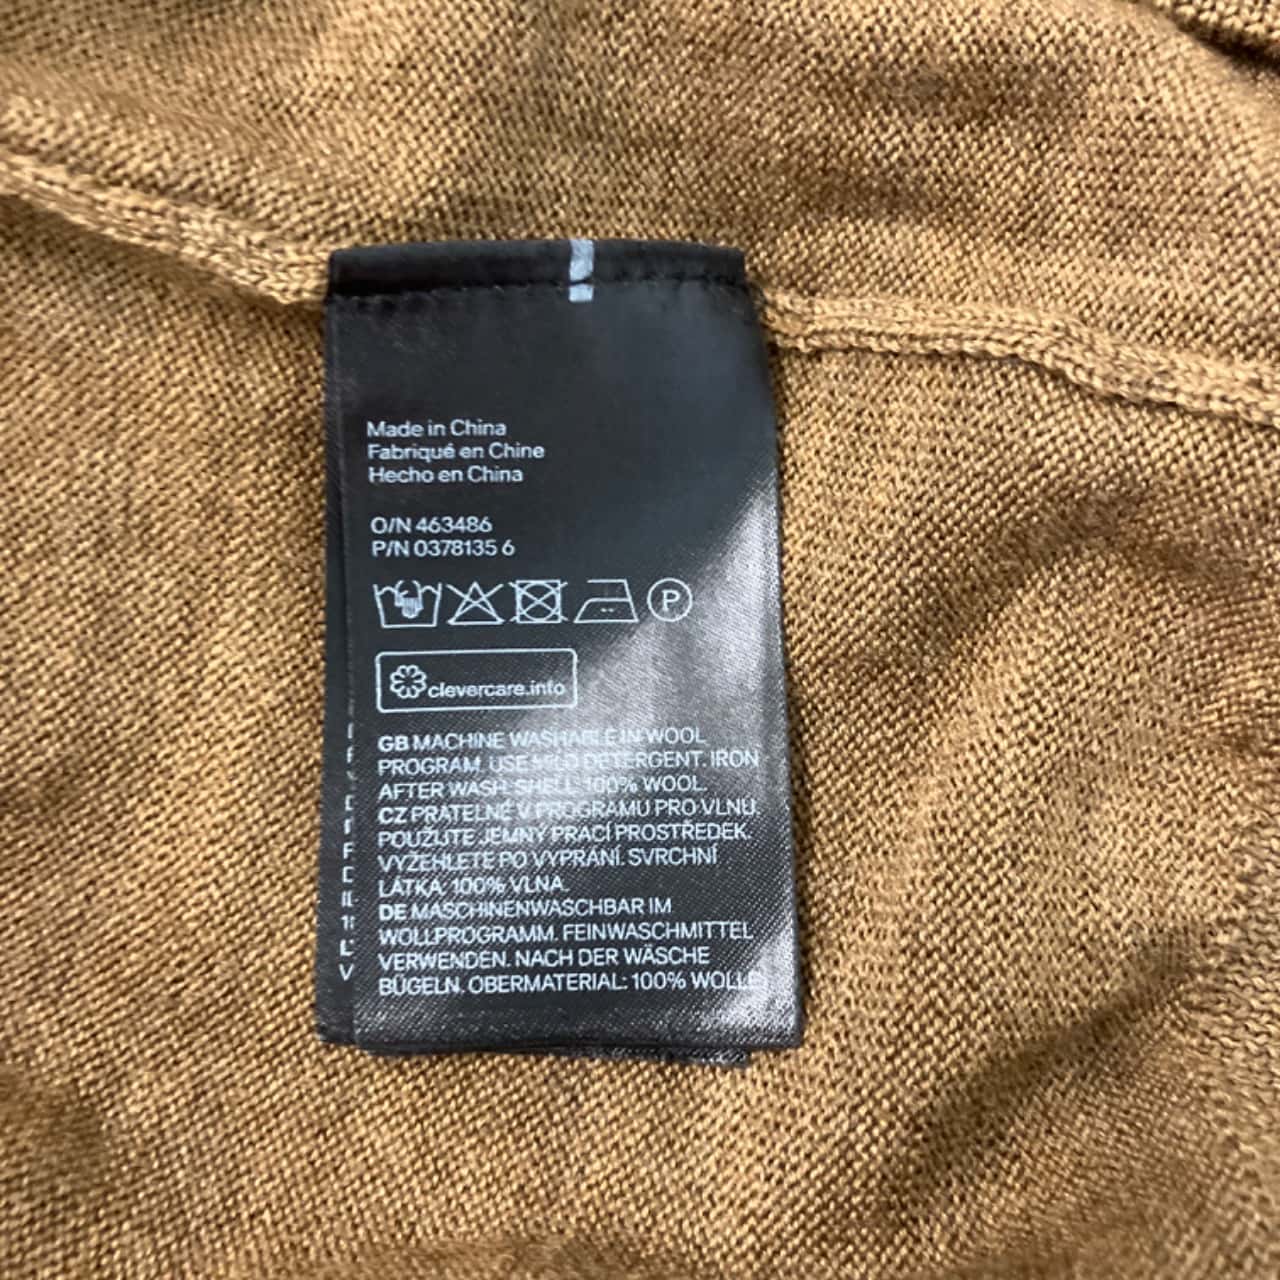 Made in China
Fabriqué en Chine
Hecho en China
O/N 463486
P/N 0378135 6
P
clevercare.info
GB MACHINE WASHABLE IN WOOL
PROGRAM. USE MILD DETERGENT. IRON
AFTER WASH. SHELL: 100% WOOL.
CZ PRATELNÉ V PROGRAMU PRO VLNU.
POUŽIJTE JEMNÝ PRACÍ PROSTŘEDEK.
VYŽEHLETE PO VYPRÁNÍ. SVRCHNÍ
LÁTKA: 100% VLNA.
DE MASCHINENWASCHBAR IM
WOLLPROGRAMM. FEINWASCHMITTEL
VERWENDEN. NACH DER WÄSCHE
BÜGELN. OBERMATERIAL: 100% WOLLE